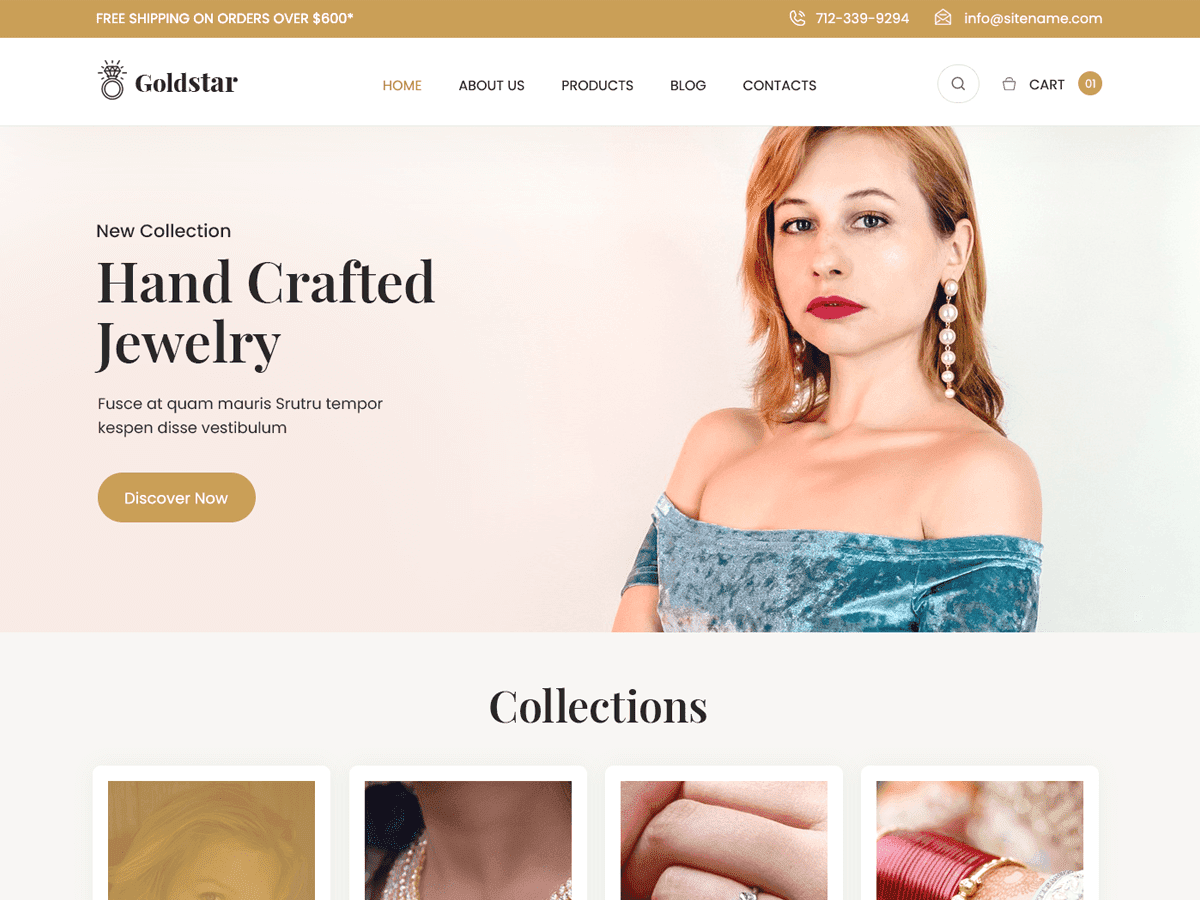 FREE SHIPPING ON ORDERS OVER $600*
712-339-9294
info@sitename.com
Goldstar
HOME
ABOUT US
PRODUCTS
BLOG
CONTACTS
CART
01
New Collection
Hand Crafted
Jewelry
Fusce at quam mauris Srutru tempor
kespen disse vestibulum
Discover Now
Collections